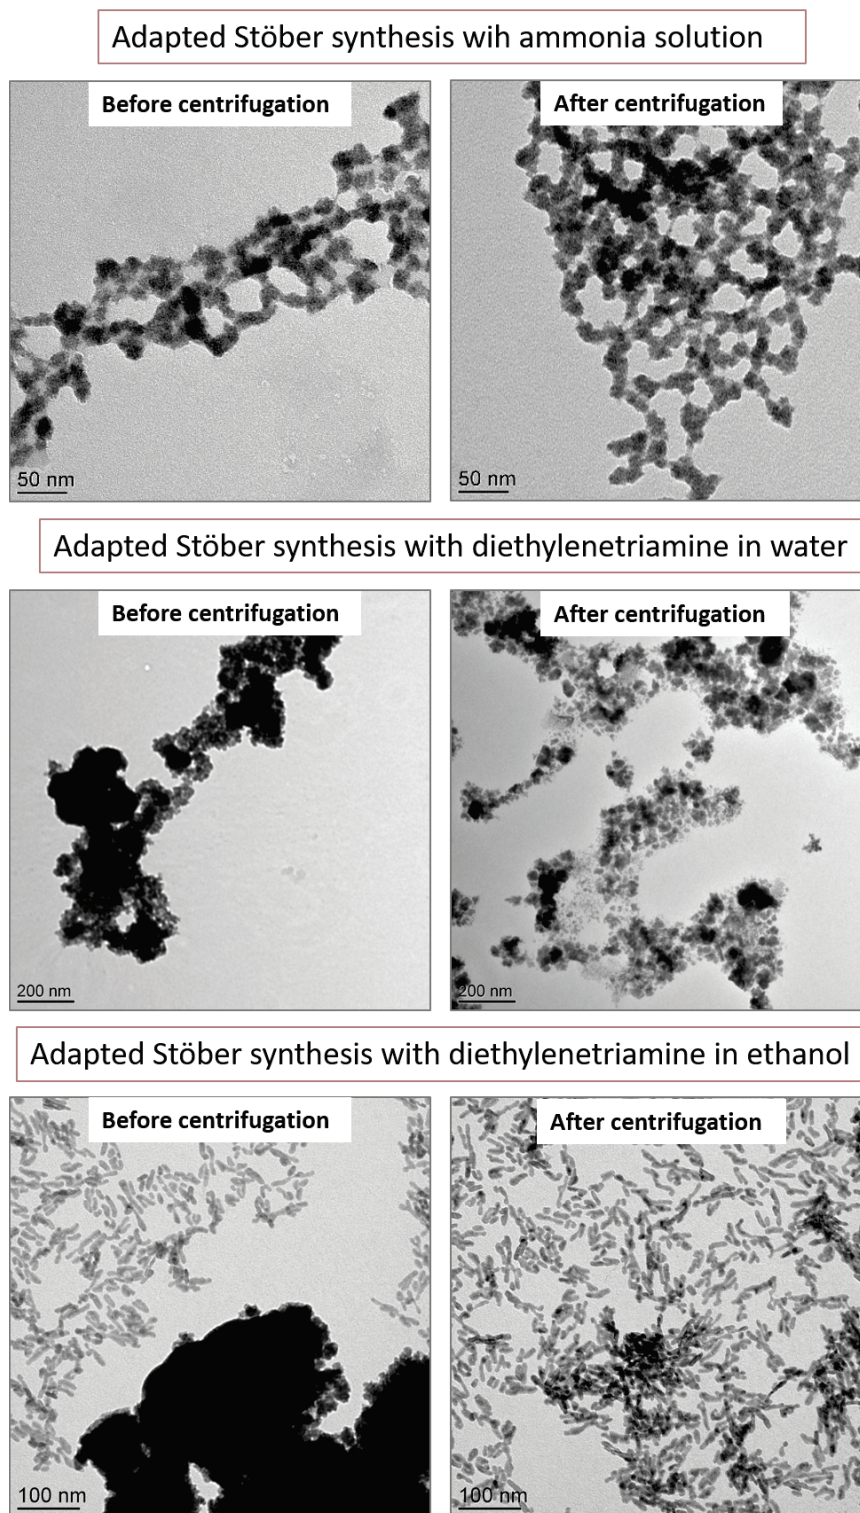 Adapted Stöber synthesis wih ammonia solution
Before centrifugation
After centrifugation
50 nm
50 nm
Adapted Stöber synthesis with diethylenetriamine in water
Before centrifugation
After centrifugation
200 nm
200 nm
Adapted Stöber synthesis with diethylenetriamine in ethanol
Before centrifugation
After centrifugation
100 nm
100 nm